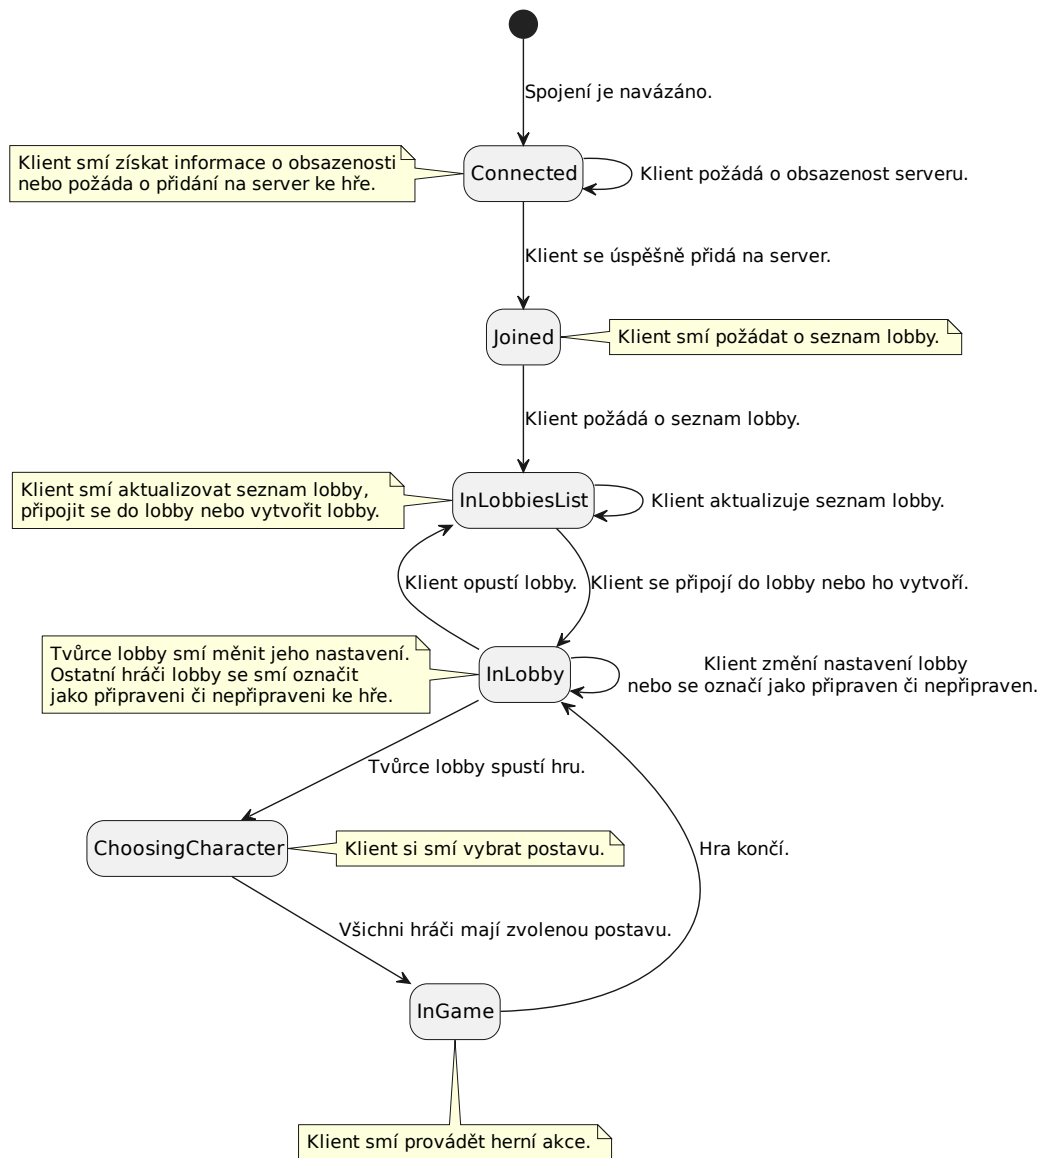 Spojení je navázáno.
Klient smí získat informace o obsazenosti
nebo požáda o přidání na server ke hře.
Connected
Klient požádá o obsazenost serveru.
Klient se úspěšně přidá na server.
Joined
Klient smí požádat o seznam lobby.
Klient požádá o seznam lobby.
Klient smí aktualizovat seznam lobby,
připojit se do lobby nebo vytvořit lobby.
InLobbiesList
Klient aktualizuje seznam lobby.
Klient opustí lobby.
Klient se připojí do lobby nebo ho vytvoří.
Tvůrce lobby smí měnit jeho nastavení.
Ostatní hráči lobby se smí označit
jako připraveni či nepřipraveni ke hře.
InLobby
Klient změní nastavení lobby
nebo se označí jako připraven či nepřipraven.
Tvůrce lobby spustí hru.
ChoosingCharacter
Klient si smí vybrat postavu.
Hra končí.
Všichni hráči mají zvolenou postavu.
InGame
Klient smí provádět herní akce.